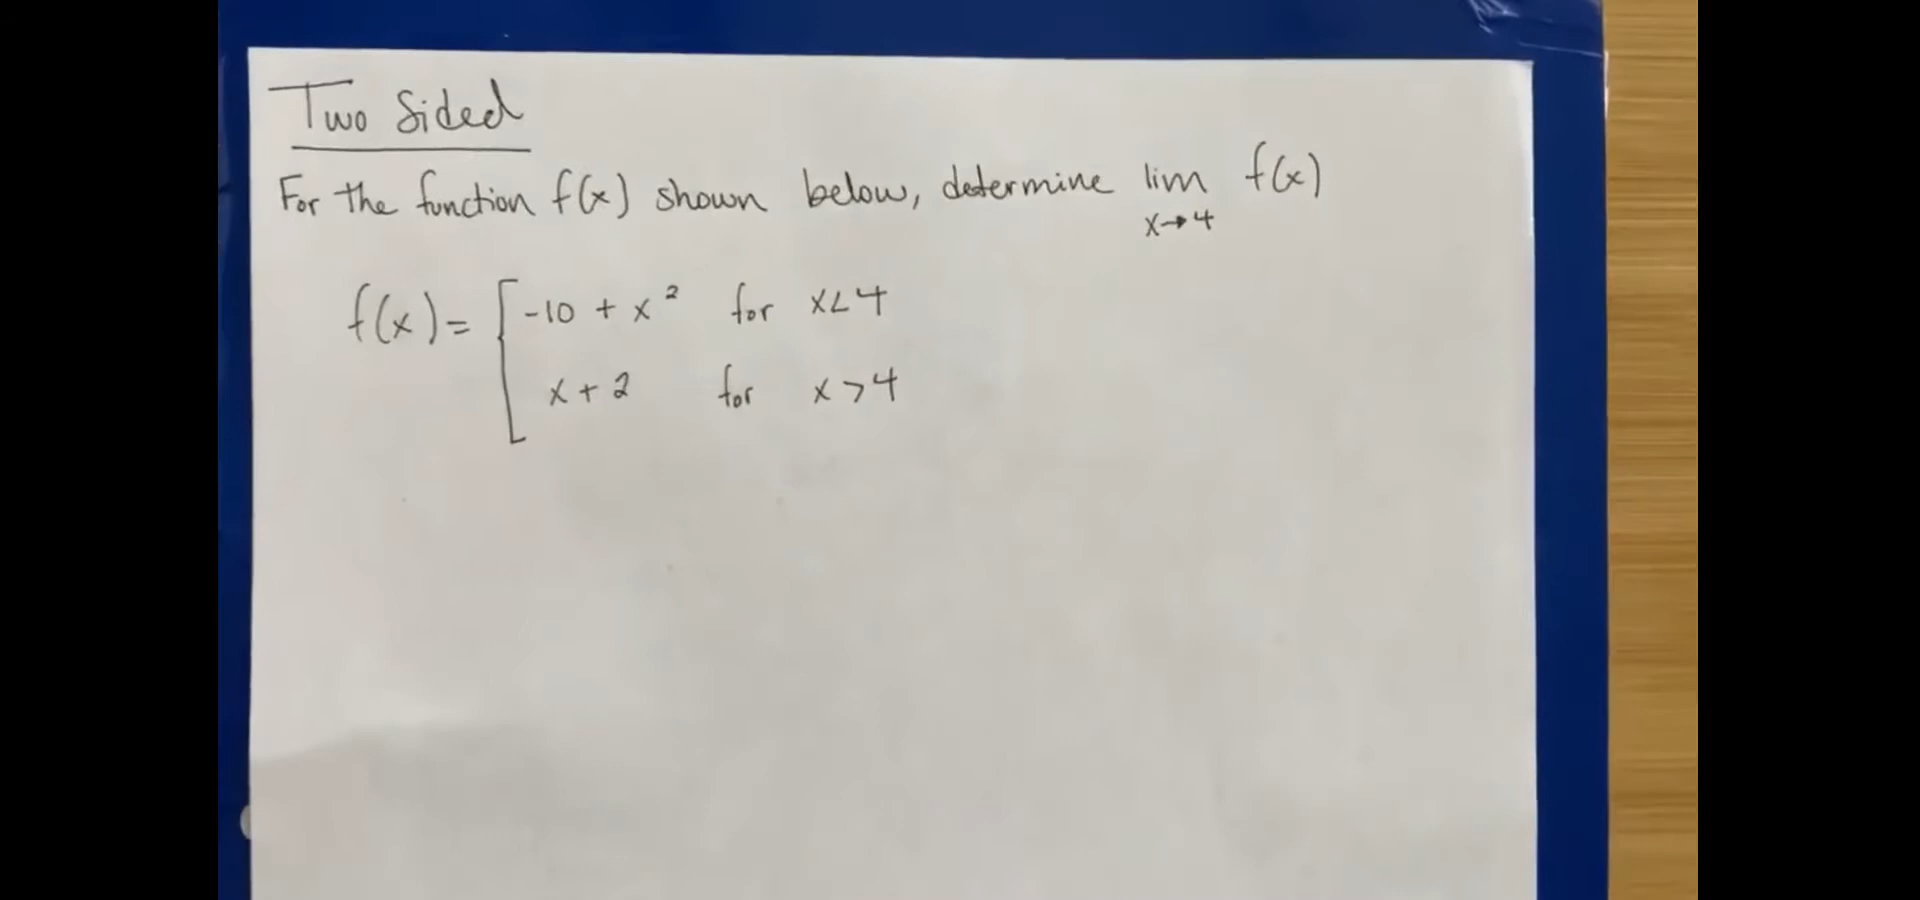 Two Sided
For the function f(x) shown below, determine lim f(x)
x→4
f(x) = [ -10 + x² for x<4
x + 2 for x >4